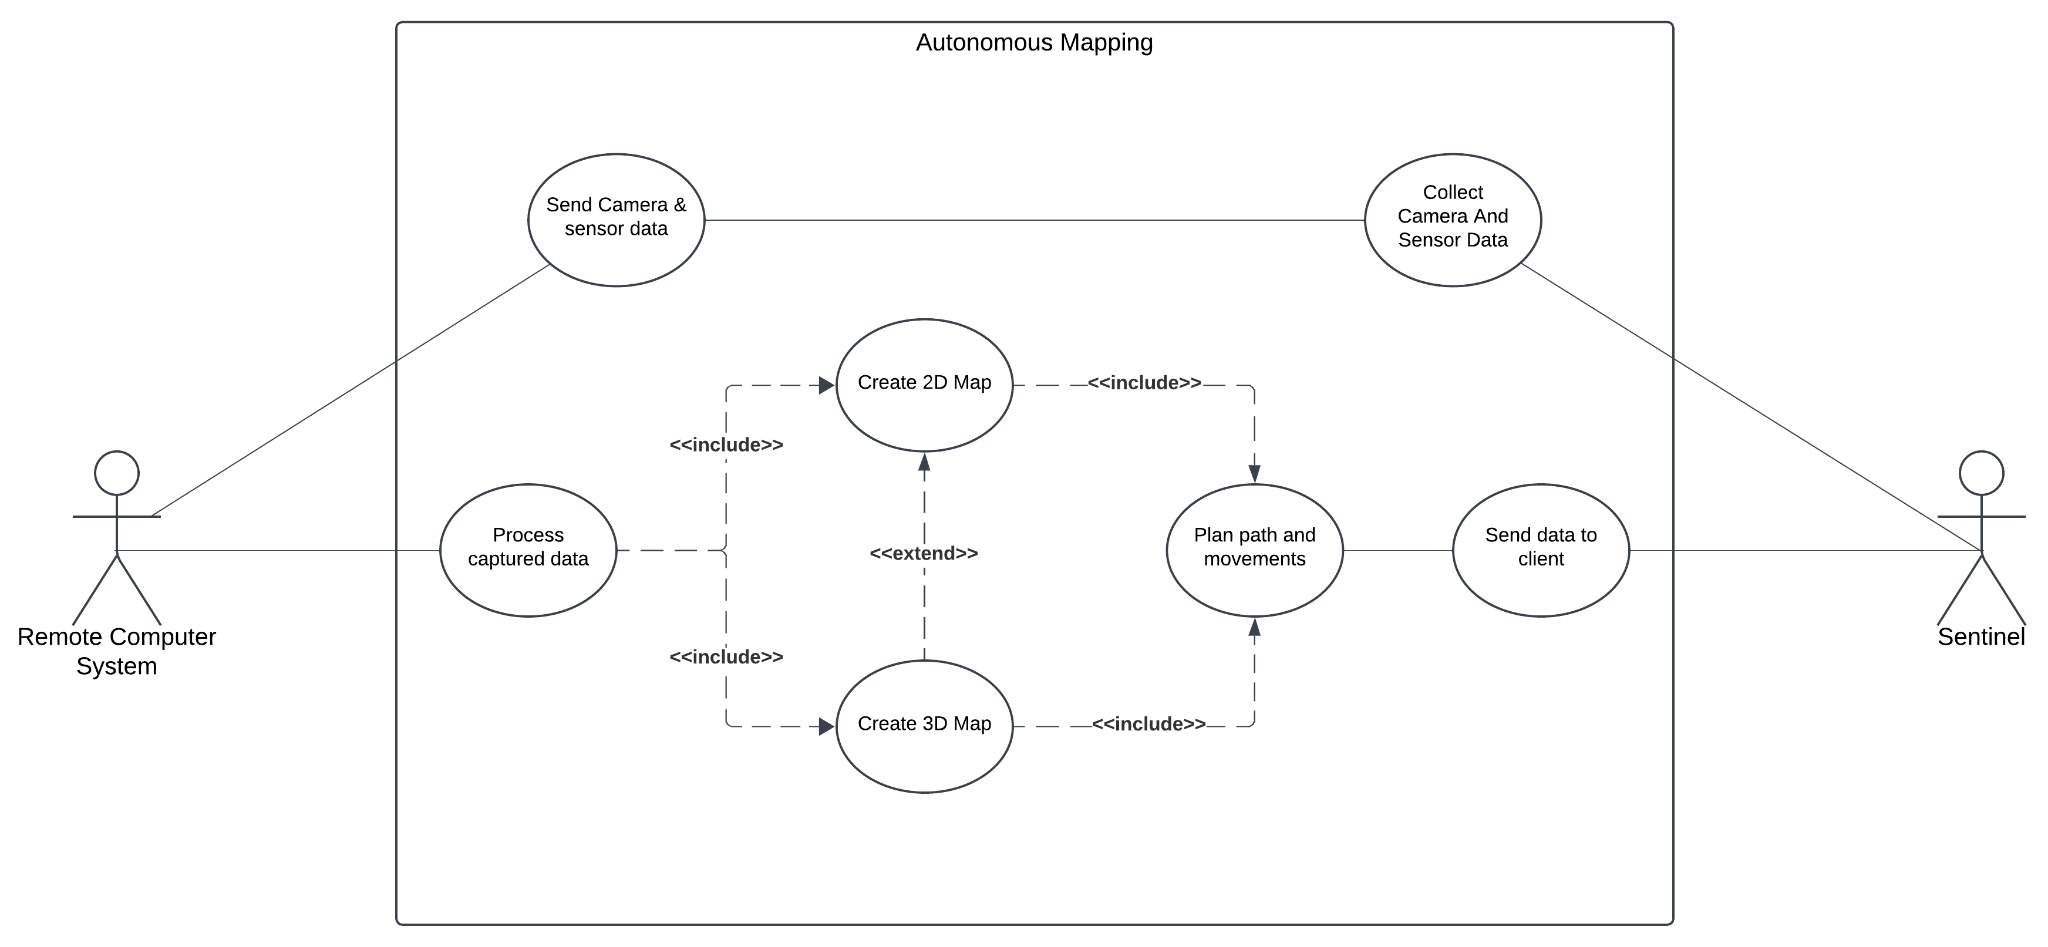 Autonomous Mapping
Send Camera &
sensor data
Collect
Camera And
Sensor Data
Create 2D Map
<<include>>
<<include>>
Process
captured data
<<extend>>
Plan path and
movements
Send data to
client
Remote Computer
System
Sentinel
<<include>>
Create 3D Map
<<include>>